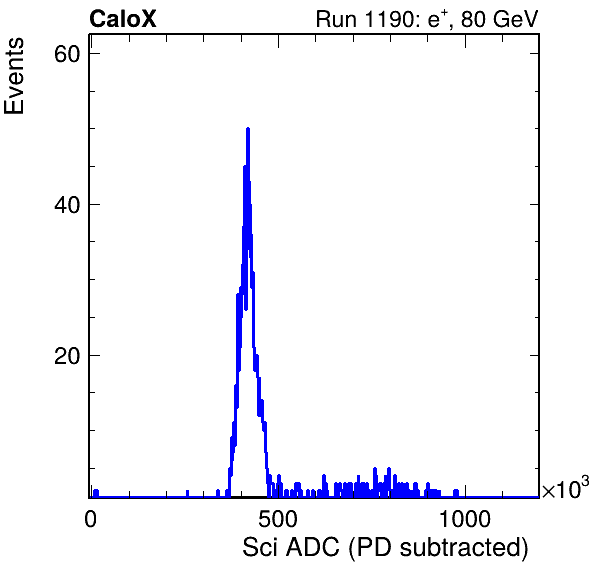 CaloX Run 1190: e⁺, 80 GeV
Events
60
40
20
0 500 1000 ×10³
Sci ADC (PD subtracted)